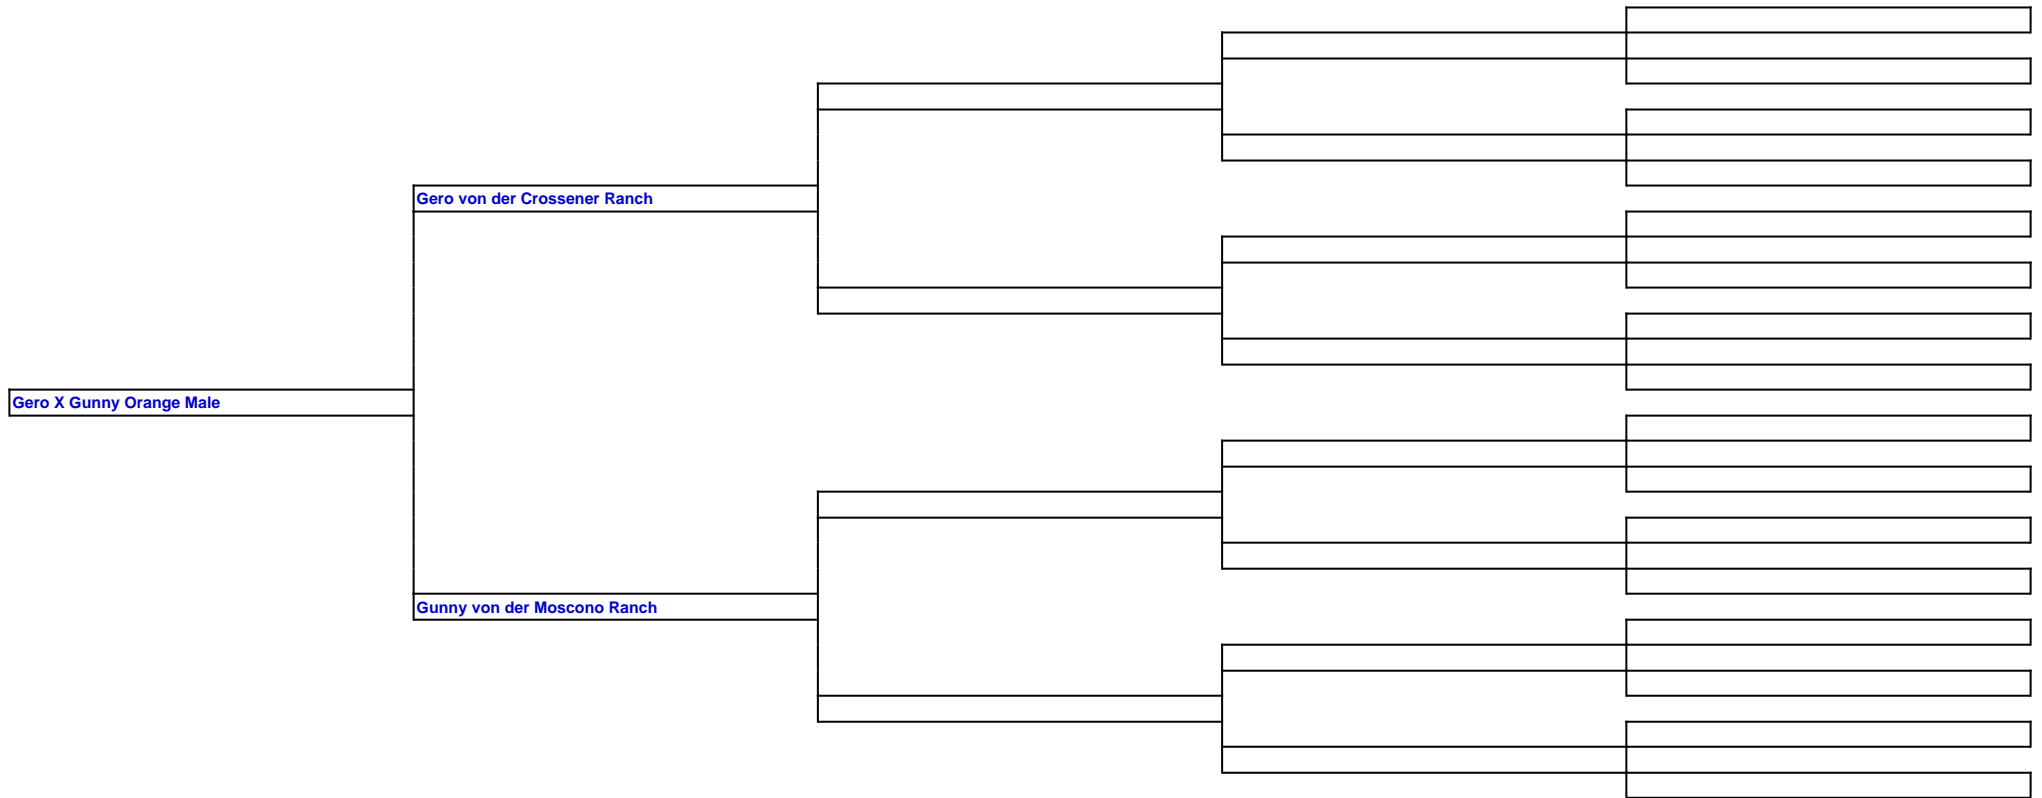 Gero von der Crossener Ranch
Gero X Gunny Orange Male
Gunny von der Moscono Ranch